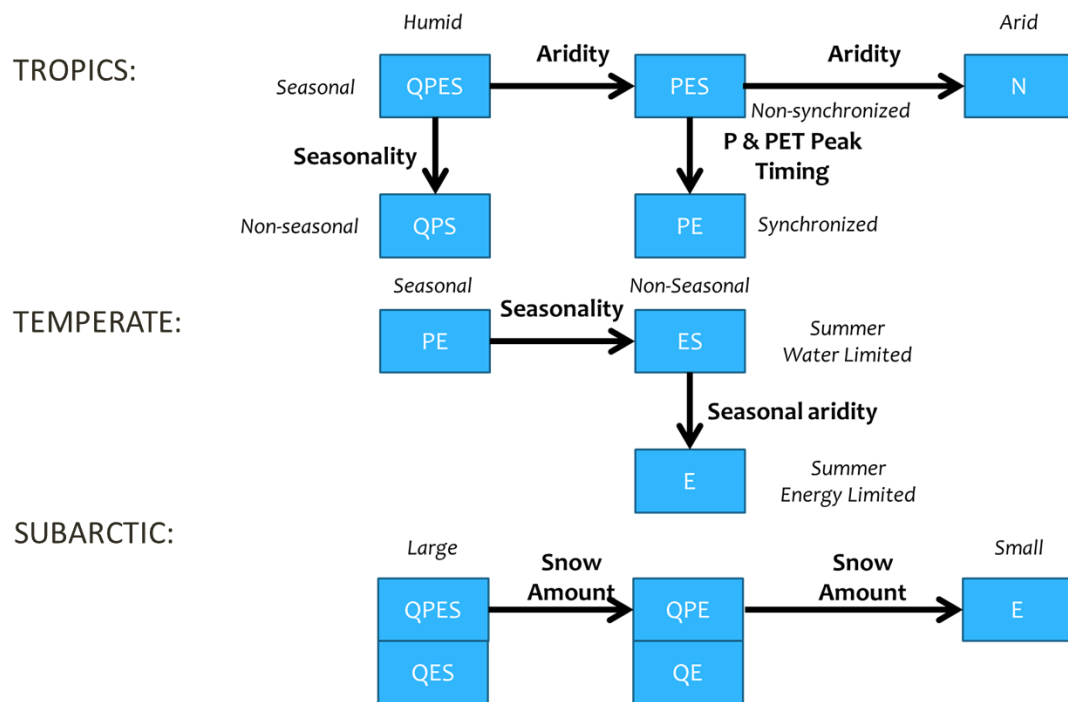 Humid
Arid
TROPICS:
Aridity
Aridity
Seasonal
QPES
PES
N
Non-synchronized
Seasonality
P & PET Peak
Timing
Non-seasonal
QPS
PE
Synchronized
Seasonal
Non-Seasonal
TEMPERATE:
Seasonality
PE
ES
Summer
Water Limited
Seasonal aridity
E
Summer
Energy Limited
SUBARCTIC:
Large
Snow
Amount
Snow
Amount
Small
QPES
QPE
E
QES
QE